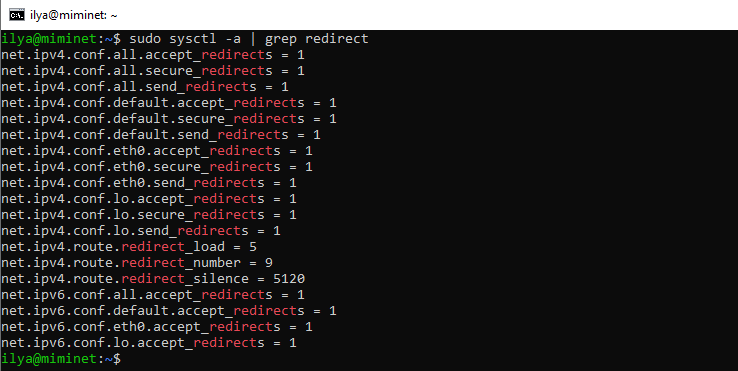 ilya@miminet: ~
ilya@miminet:~$ sudo sysctl -a | grep redirect
net.ipv4.conf.all.accept_redirects = 1
net.ipv4.conf.all.secure_redirects = 1
net.ipv4.conf.all.send_redirects = 1
net.ipv4.conf.default.accept_redirects = 1
net.ipv4.conf.default.secure_redirects = 1
net.ipv4.conf.default.send_redirects = 1
net.ipv4.conf.eth0.accept_redirects = 1
net.ipv4.conf.eth0.secure_redirects = 1
net.ipv4.conf.eth0.send_redirects = 1
net.ipv4.conf.lo.accept_redirects = 1
net.ipv4.conf.lo.secure_redirects = 1
net.ipv4.conf.lo.send_redirects = 1
net.ipv4.route.redirect_load = 5
net.ipv4.route.redirect_number = 9
net.ipv4.route.redirect_silence = 5120
net.ipv6.conf.all.accept_redirects = 1
net.ipv6.conf.default.accept_redirects = 1
net.ipv6.conf.eth0.accept_redirects = 1
net.ipv6.conf.lo.accept_redirects = 1
ilya@miminet:~$